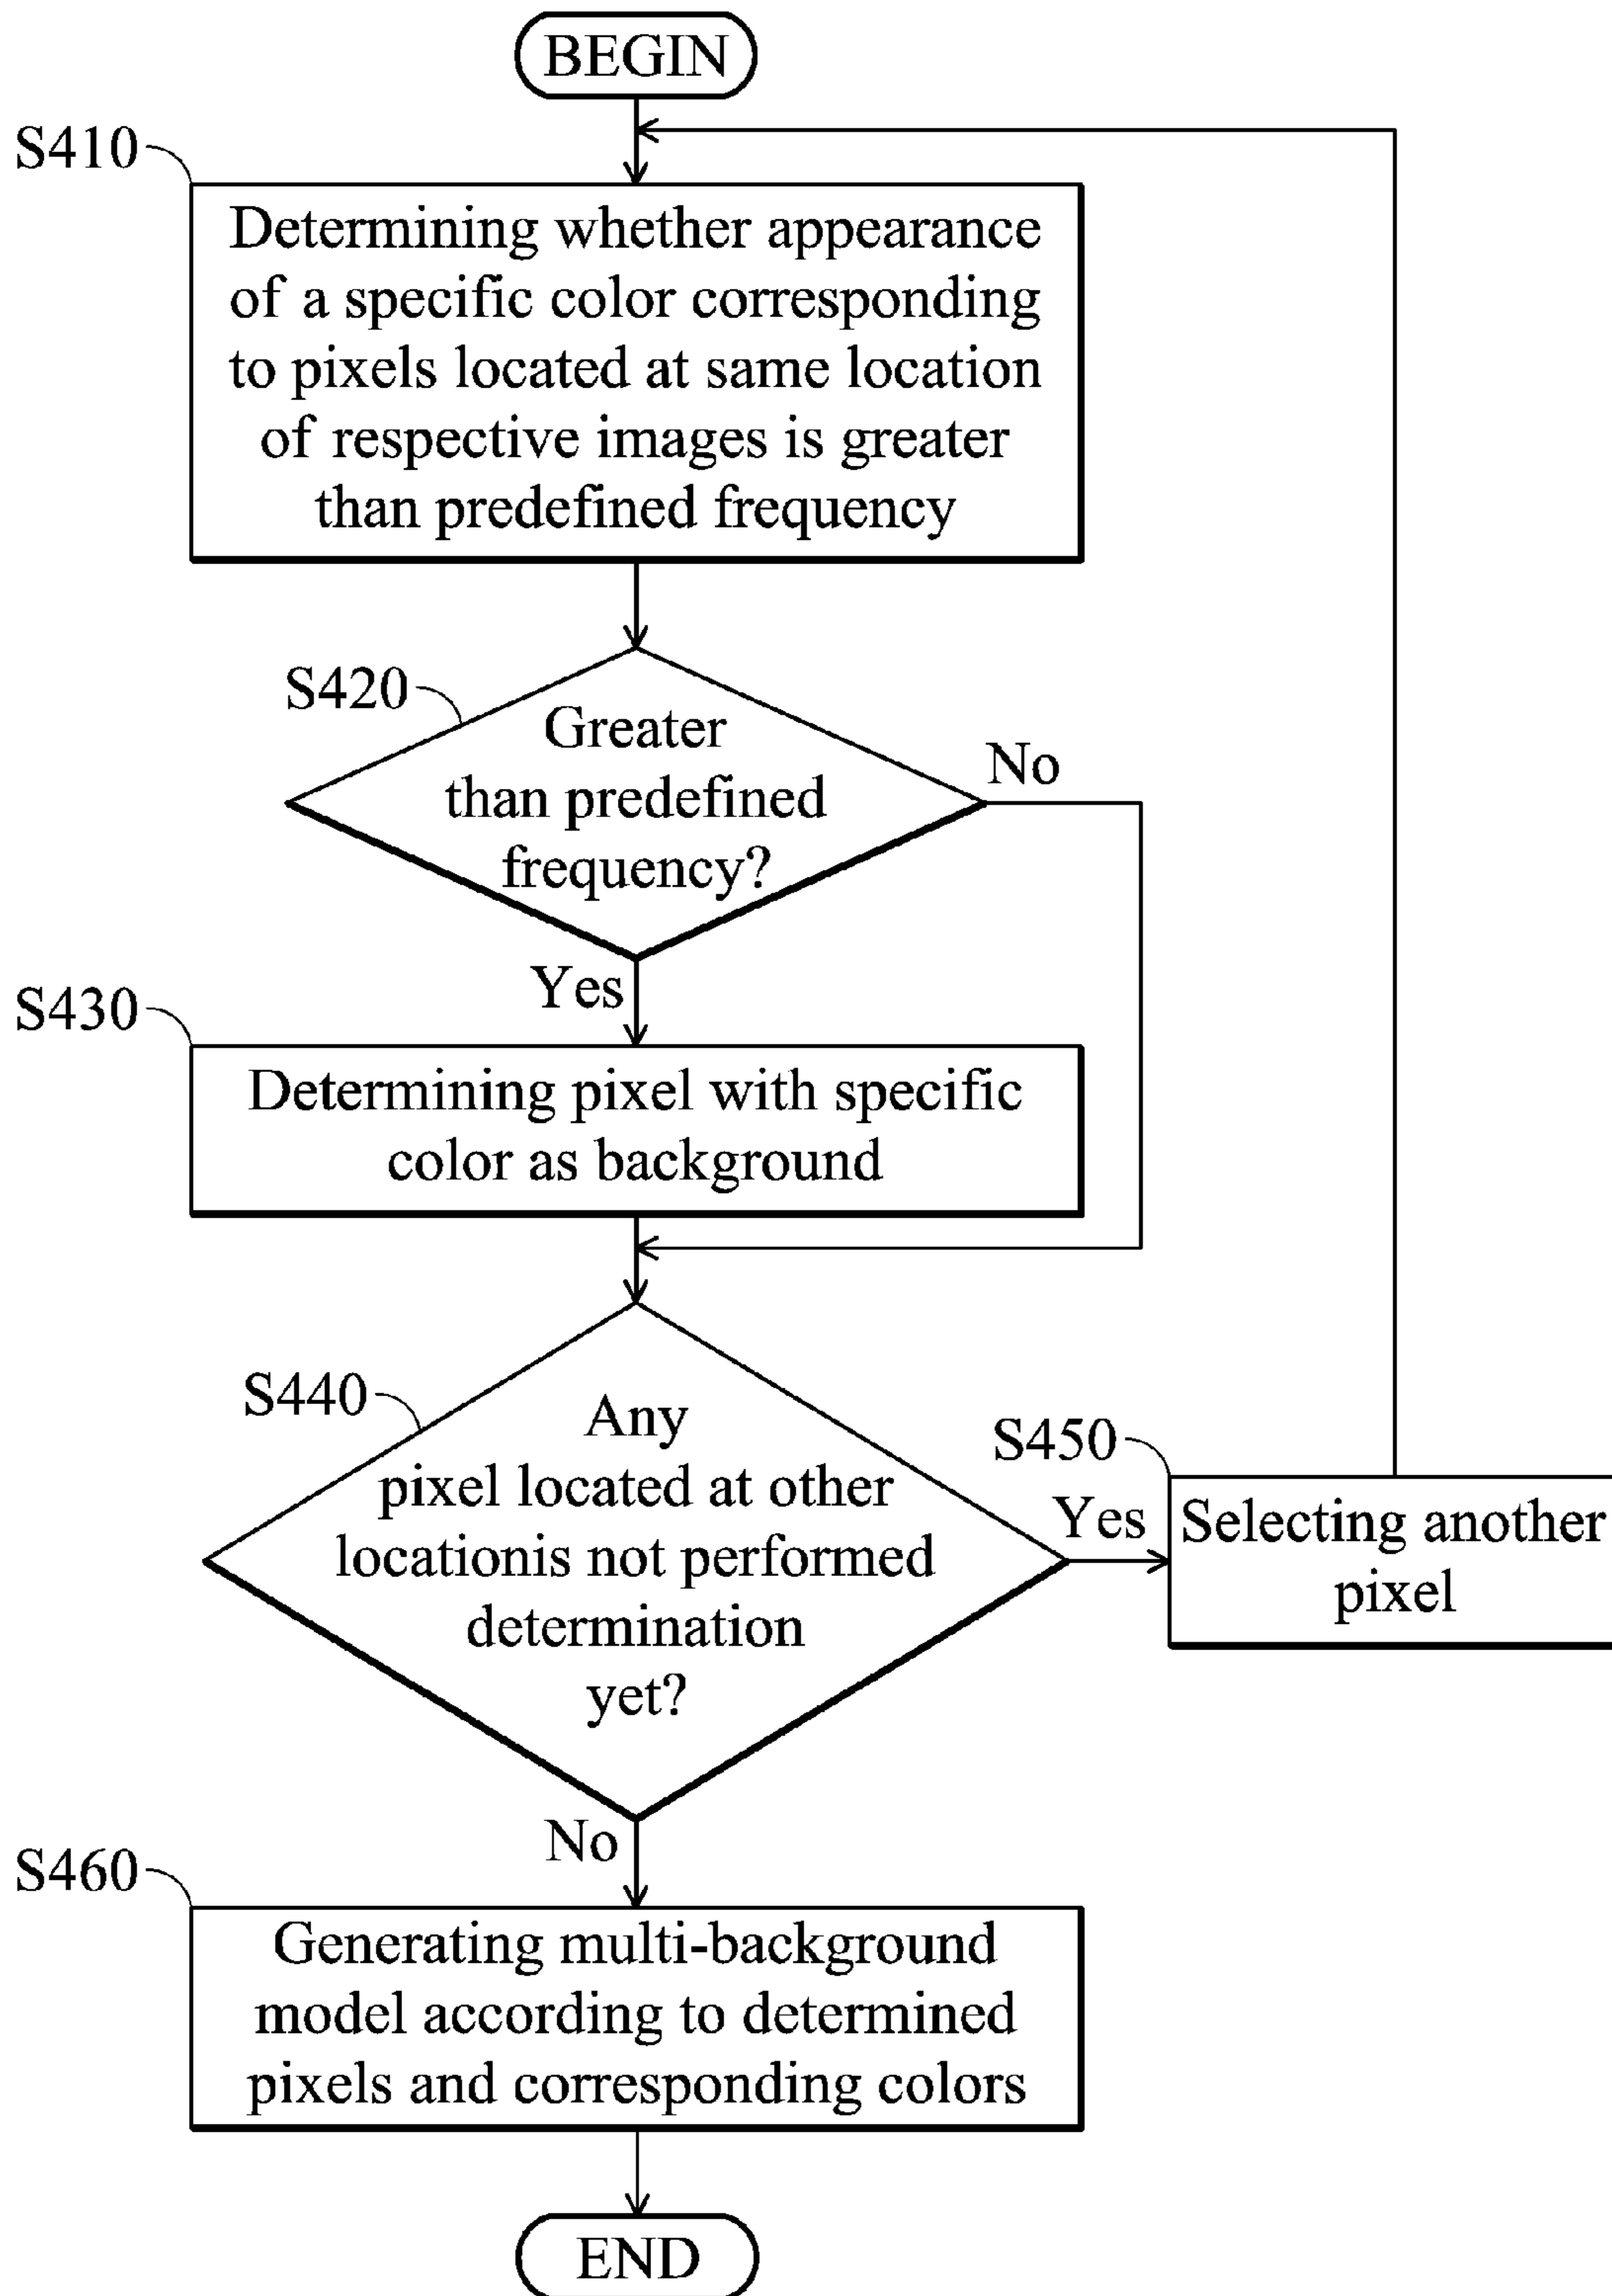 BEGIN
S410
Determining whether appearance
of a specific color corresponding
to pixels located at same location
of respective images is greater
than predefined frequency
S420
Greater
than predefined
frequency?
No
Yes
S430
Determining pixel with specific
color as background
S440
Any
pixel located at other
locationis not performed
determination
yet?
Yes
S450
Selecting another
pixel
No
S460
Generating multi-background
model according to determined
pixels and corresponding colors
END